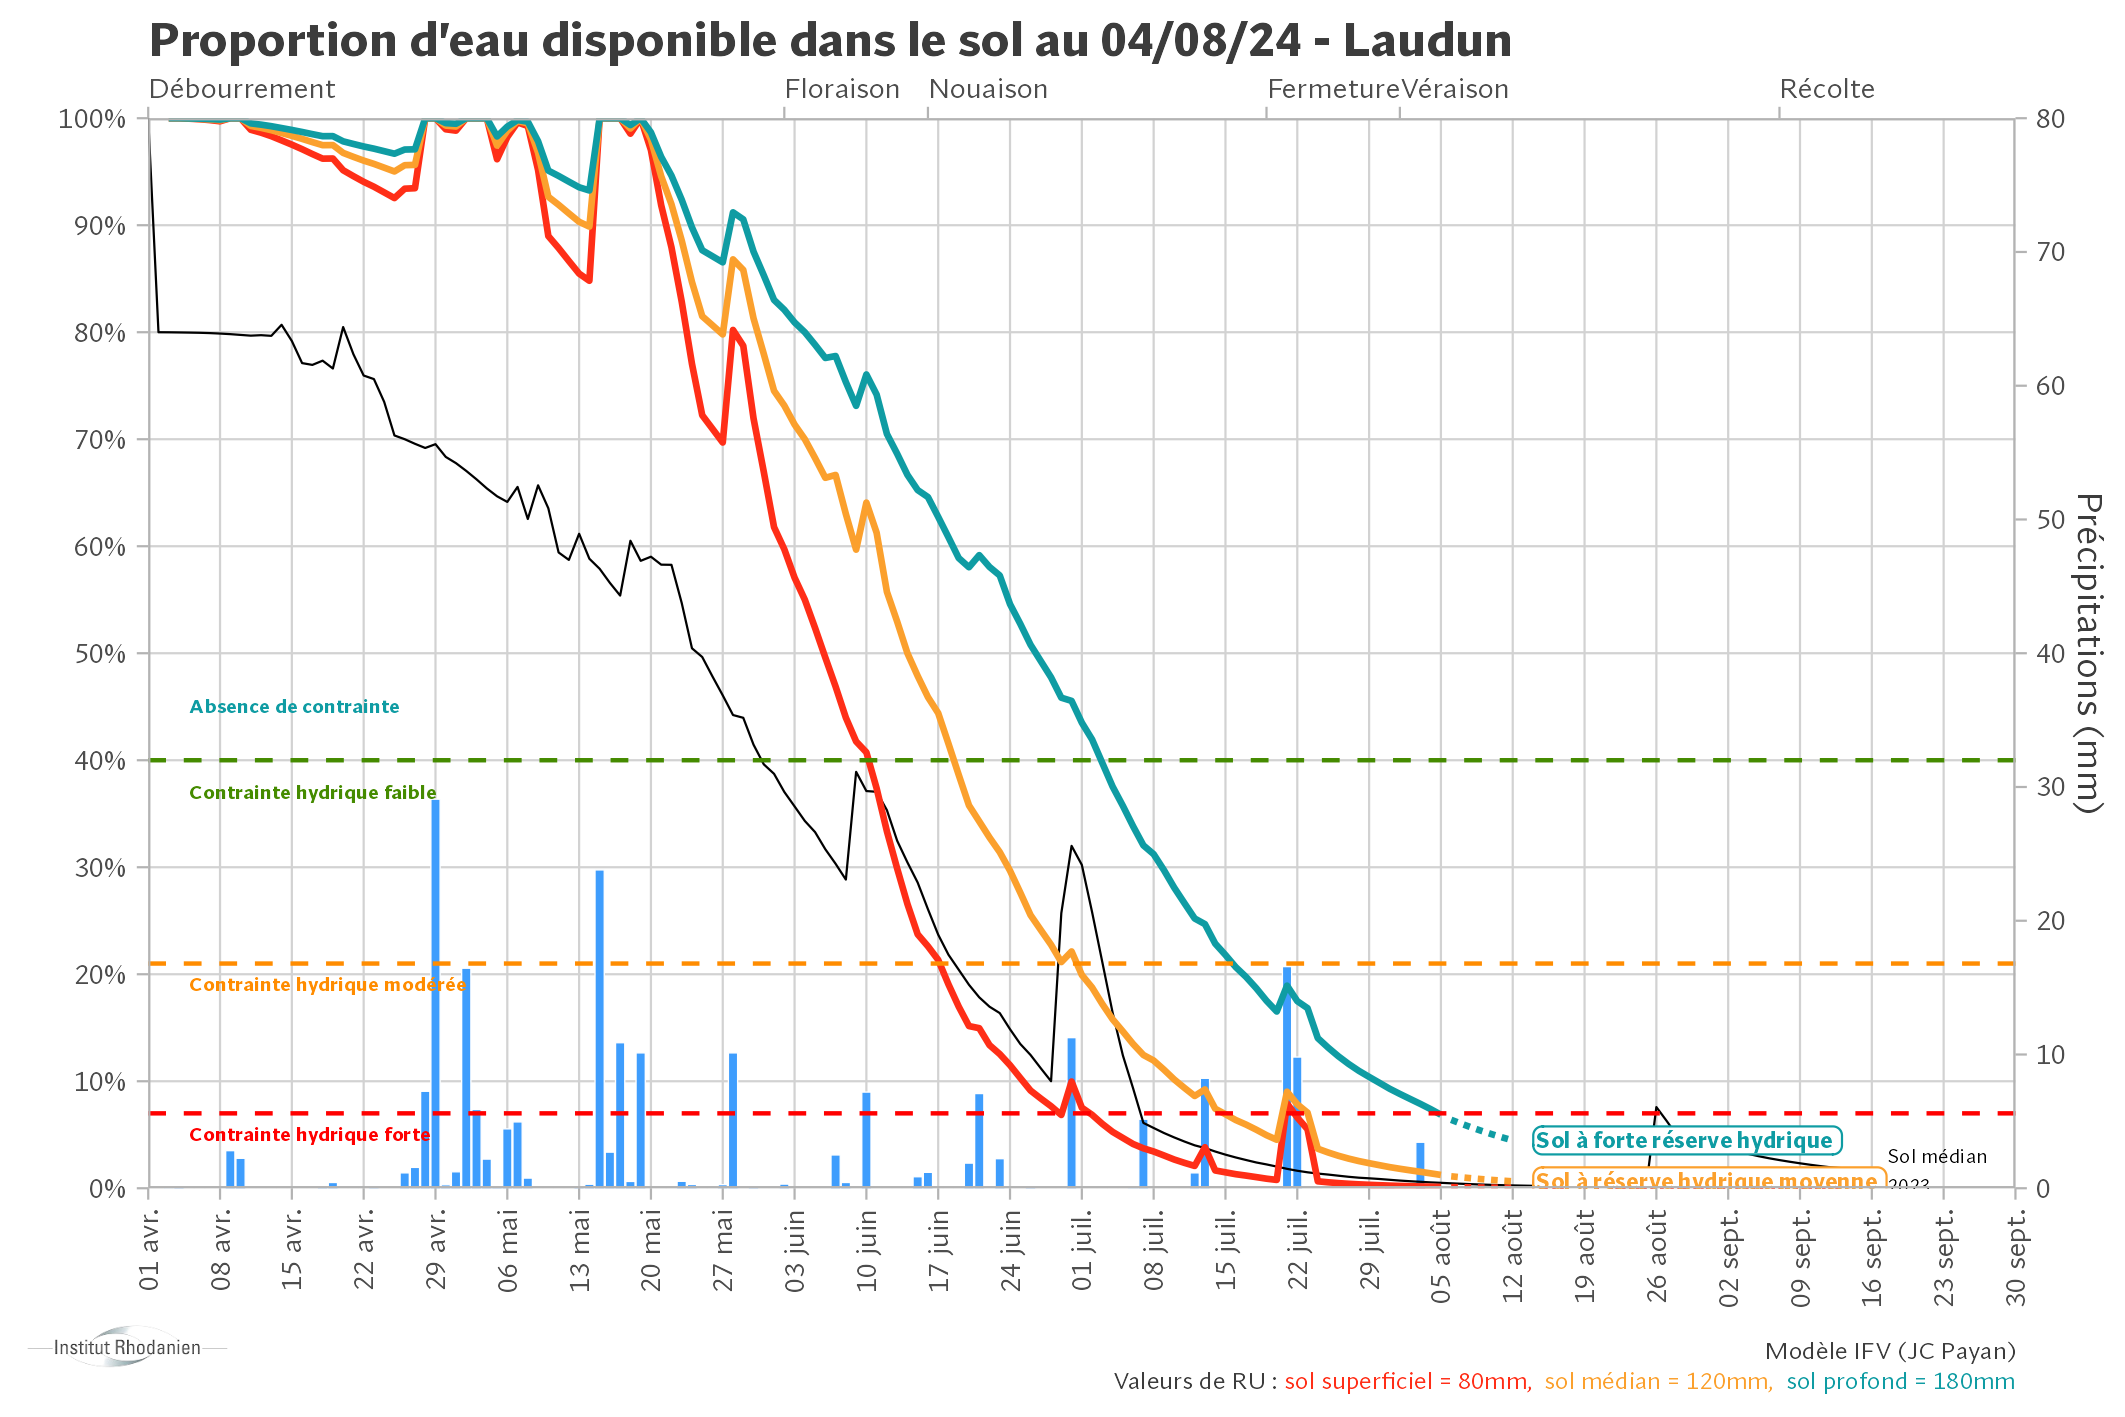 Proportion d'eau disponible dans le sol au 04/08/24 - Laudun
Débourrement Floraison Nouaison Fermeture Véraison Récolte
100% 80
90%
70
80%
60
70%
60% 50
50% 40
Précipitations (mm)
Absence de contrainte
40%
Contrainte hydrique faible 30
30%
20
20%
Contrainte hydrique modérée
10% 10
Contrainte hydrique forte
Sol à forte réserve hydrique
Sol médian
2023
Sol à réserve hydrique moyenne
0% 0
01 avr. 08 avr. 15 avr. 22 avr. 29 avr. 06 mai 13 mai 20 mai 27 mai 03 juin 10 juin 17 juin 24 juin 01 juil. 08 juil. 15 juil. 22 juil. 29 juil. 05 août 12 août 19 août 26 août 02 sept. 09 sept. 16 sept. 23 sept. 30 sept.
Institut Rhodanien
Modèle IFV (JC Payan)
Valeurs de RU : sol superficiel = 80mm, sol médian = 120mm, sol profond = 180mm